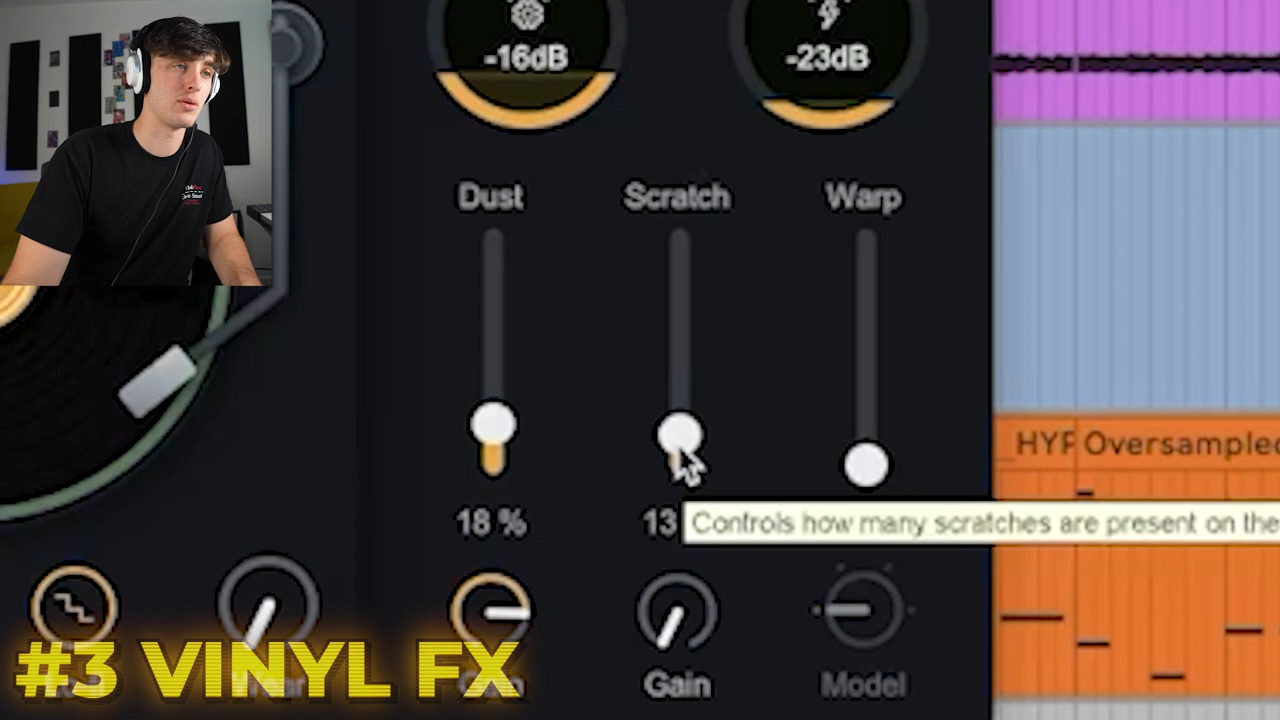 -16dB
-23dB
Dust
Scratch
Warp
HYP
Oversampled
18 %
13
Controls how many scratches are present on the
#3 VINYL FX
Gain
Model